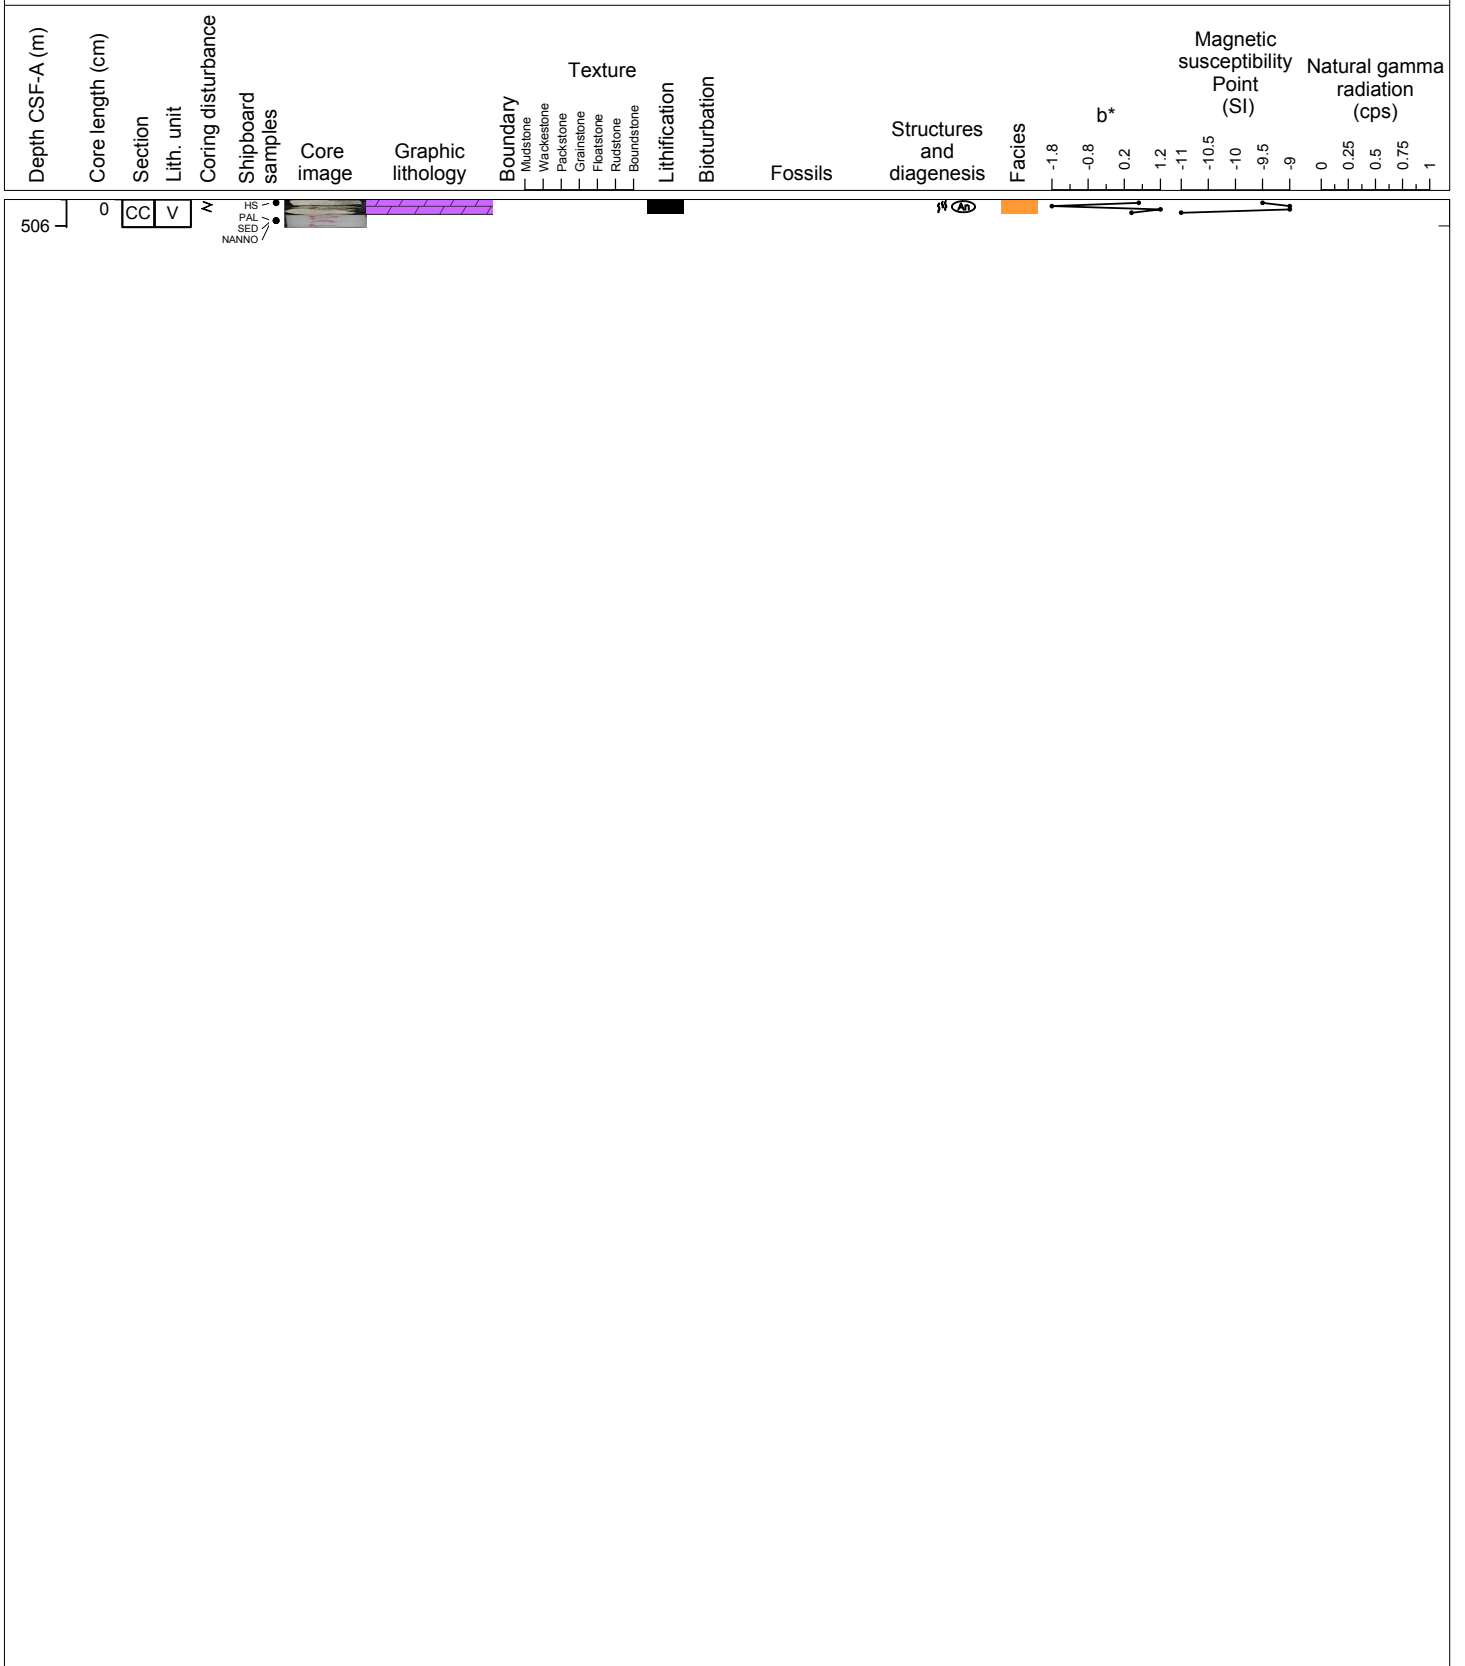 Depth CSF-A (m)
Core length (cm)
Section
Lith. unit
Coring disturbance
Shipboard
samples
Core
image
Graphic
lithology
Boundary
Texture
Mudstone
Wackestone
Packstone
Grainstone
Floatstone
Rudstone
Boundstone
Lithification
Bioturbation
Fossils
Structures
and
diagenesis
Facies
b*
-1.8
-0.8
0.2
1.2
Magnetic
susceptibility
Point
(SI)
-11
-10.5
-10
-9.5
-9
Natural gamma
radiation
(cps)
0
0.25
0.5
0.75
1
506
0
CC
V
HS
PAL
SED
NANNO
An